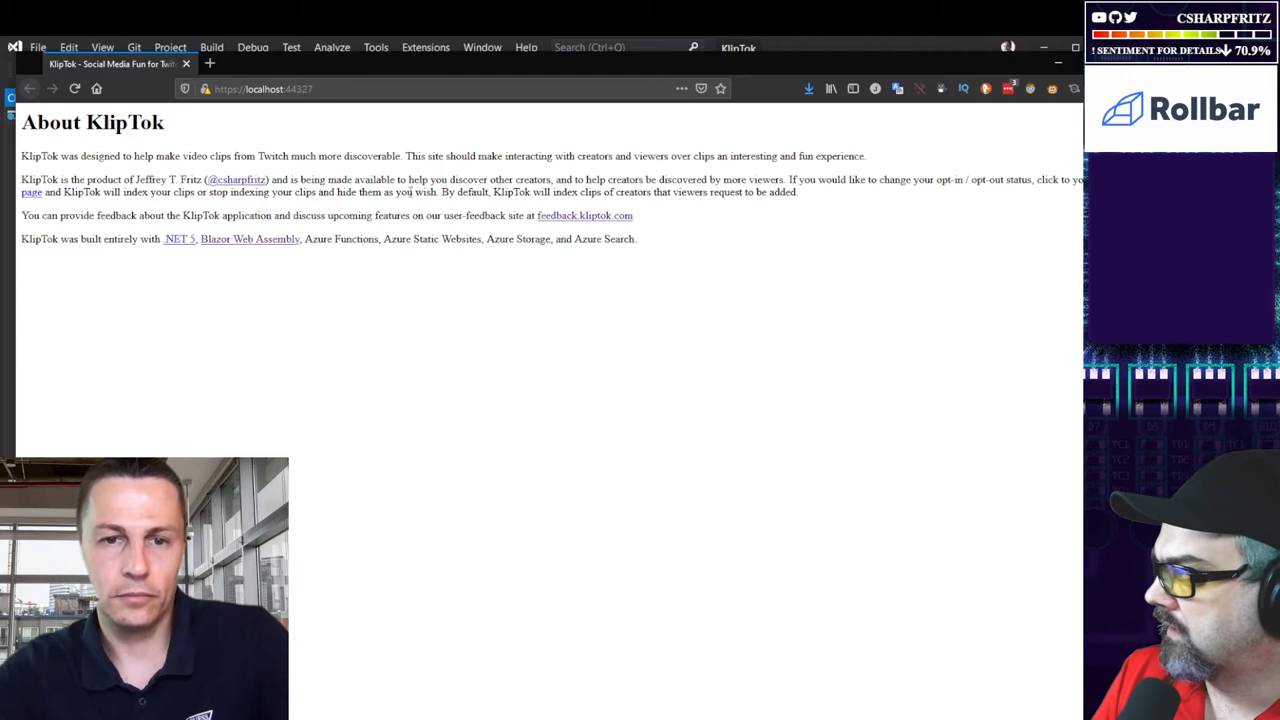 CSHARPFRITZ
! SENTIMENT FOR DETAILS 70.9%
Rollbar
File Edit View Git Project Build Debug Test Analyze Tools Extensions Window Help Search (Ctrl+Q) KlipTok
KlipTok - Social Media Fun for Twitc
https://localhost:44327
3
About KlipTok
KlipTok was designed to help make video clips from Twitch much more discoverable. This site should make interacting with creators and viewers over clips an interesting and fun experience.
KlipTok is the product of Jeffrey T. Fritz (@csharpfritz) and is being made available to help you discover other creators, and to help creators be discovered by more viewers. If you would like to change your opt-in / opt-out status, click to yo
page and KlipTok will index your clips or stop indexing your clips and hide them as you wish. By default, KlipTok will index clips of creators that viewers request to be added.
You can provide feedback about the KlipTok application and discuss upcoming features on our user-feedback site at feedback.kliptok.com
KlipTok was built entirely with .NET 5, Blazor Web Assembly, Azure Functions, Azure Static Websites, Azure Storage, and Azure Search.